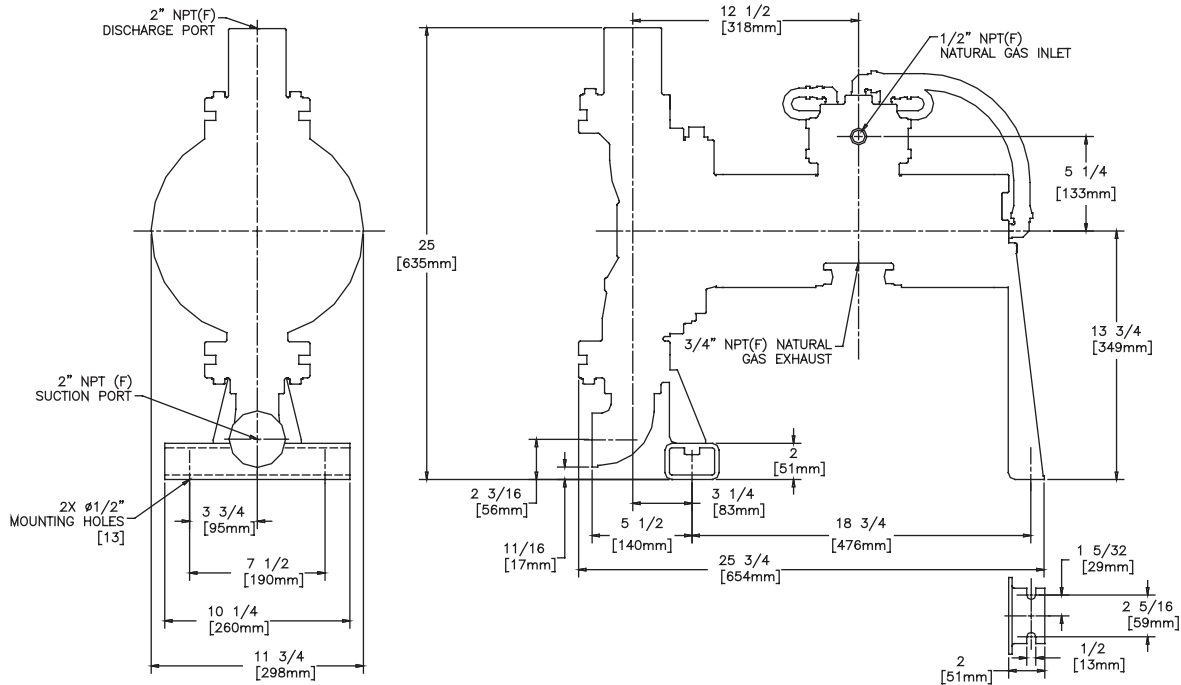 2” NPT(F)
DISCHARGE PORT
12 1/2
[318mm]
1/2” NPT(F)
NATURAL GAS INLET
5 1/4
[133mm]
25
[635mm]
13 3/4
[349mm]
3/4” NPT(F) NATURAL
GAS EXHAUST
2” NPT (F)
SUCTION PORT
2
[51mm]
2X ø1/2”
MOUNTING HOLES
[13]
3 3/4
[95mm]
2 3/16
[56mm]
3 1/4
[83mm]
5 1/2
[140mm]
18 3/4
[476mm]
11/16
[17mm]
7 1/2
[190mm]
25 3/4
[654mm]
1 5/32
[29mm]
10 1/4
[260mm]
2 5/16
[59mm]
11 3/4
[298mm]
2
[51mm]
1/2
[13mm]